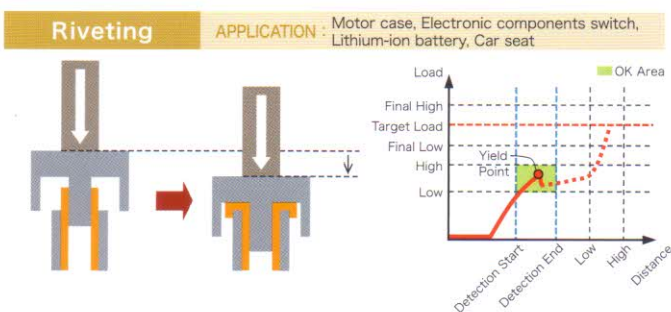 Riveting
APPLICATION : Motor case, Electronic components switch,
Lithium-ion battery, Car seat
Load
OK Area
Final High
Target Load
Final Low
High
Low
Yield
Point
Detection Start
Detection End
Low
High
Distance